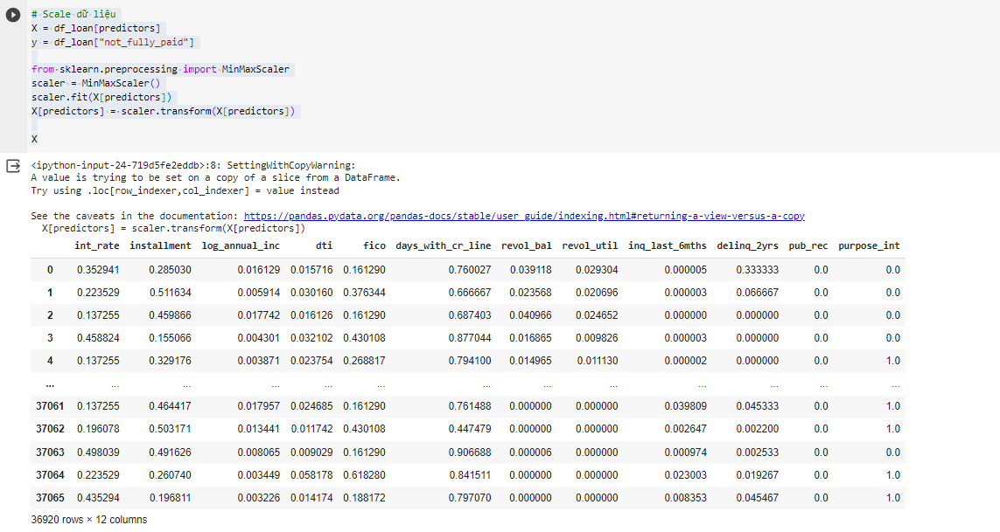 # Scale dữ liệu
X = df_loan[predictors]
y = df_loan["not_fully_paid"]
from sklearn.preprocessing import MinMaxScaler
scaler = MinMaxScaler()
scaler.fit(X[predictors])
X[predictors] = scaler.transform(X[predictors])
X
<ipython-input-24-719d5fe2eddb>:8: SettingWithCopyWarning:
A value is trying to be set on a copy of a slice from a DataFrame.
Try using .loc[row_indexer,col_indexer] = value instead
See the caveats in the documentation: https://pandas.pydata.org/pandas-docs/stable/user_guide/indexing.html#returning-a-view-versus-a-copy
X[predictors] = scaler.transform(X[predictors])
int_rate installment log_annual_inc dti fico days_with_cr_line revol_bal revol_util inq_last_6mths delinq_2yrs pub_rec purpose_int
0 0.352941 0.285030 0.016129 0.015716 0.161290 0.760027 0.039118 0.029304 0.000005 0.333333 0.0 0.0
1 0.223529 0.511634 0.005914 0.030160 0.376344 0.666667 0.023568 0.020696 0.000003 0.066667 0.0 0.0
2 0.137255 0.459866 0.017742 0.016126 0.161290 0.687403 0.040966 0.024652 0.000000 0.000000 0.0 0.0
3 0.458824 0.155066 0.004301 0.032102 0.430108 0.877044 0.016865 0.009826 0.000003 0.000000 0.0 0.0
4 0.137255 0.329176 0.003871 0.023754 0.268817 0.794100 0.014965 0.011130 0.000002 0.000000 0.0 1.0
... ... ... ... ... ... ... ... ... ... ... ... ...
37061 0.137255 0.464417 0.017957 0.024685 0.161290 0.761488 0.000000 0.000000 0.039809 0.045333 0.0 1.0
37062 0.196078 0.503171 0.013441 0.011742 0.430108 0.447479 0.000000 0.000000 0.002647 0.002200 0.0 1.0
37063 0.498039 0.491626 0.008065 0.009029 0.161290 0.906688 0.000006 0.000000 0.000974 0.002533 0.0 0.0
37064 0.223529 0.260740 0.003449 0.058178 0.618280 0.841511 0.000000 0.000000 0.023003 0.019267 0.0 1.0
37065 0.435294 0.196811 0.003226 0.014174 0.188172 0.797070 0.000000 0.000000 0.008353 0.045467 0.0 1.0
36920 rows × 12 columns